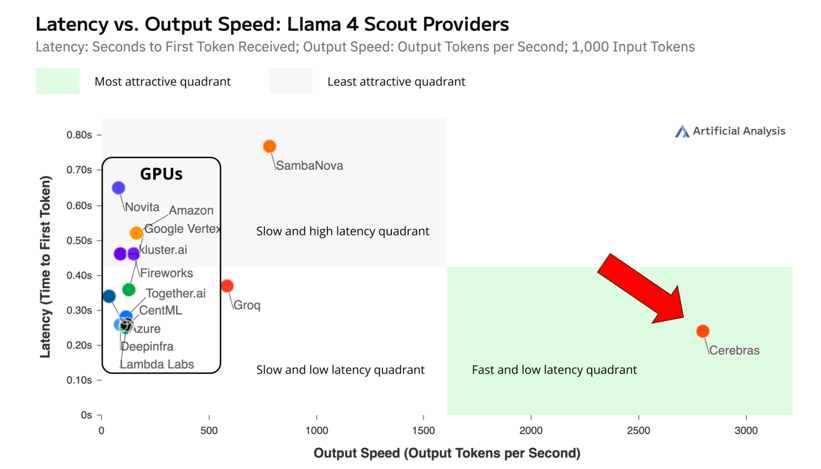 Latency vs. Output Speed: Llama 4 Scout Providers
Latency: Seconds to First Token Received; Output Speed: Output Tokens per Second; 1,000 Input Tokens
Most attractive quadrant
Least attractive quadrant
Artificial Analysis
Latency (Time to First Token)
0.80s
0.70s
0.60s
0.50s
0.40s
0.30s
0.20s
0.10s
0s
GPUs
SambaNova
Novita
Amazon
Google Vertex
kluster.ai
Slow and high latency quadrant
Fireworks
Together.ai
Groq
CentML
Azure
Deepinfra
Cerebras
Lambda Labs
Slow and low latency quadrant
Fast and low latency quadrant
0
500
1000
1500
2000
2500
3000
Output Speed (Output Tokens per Second)